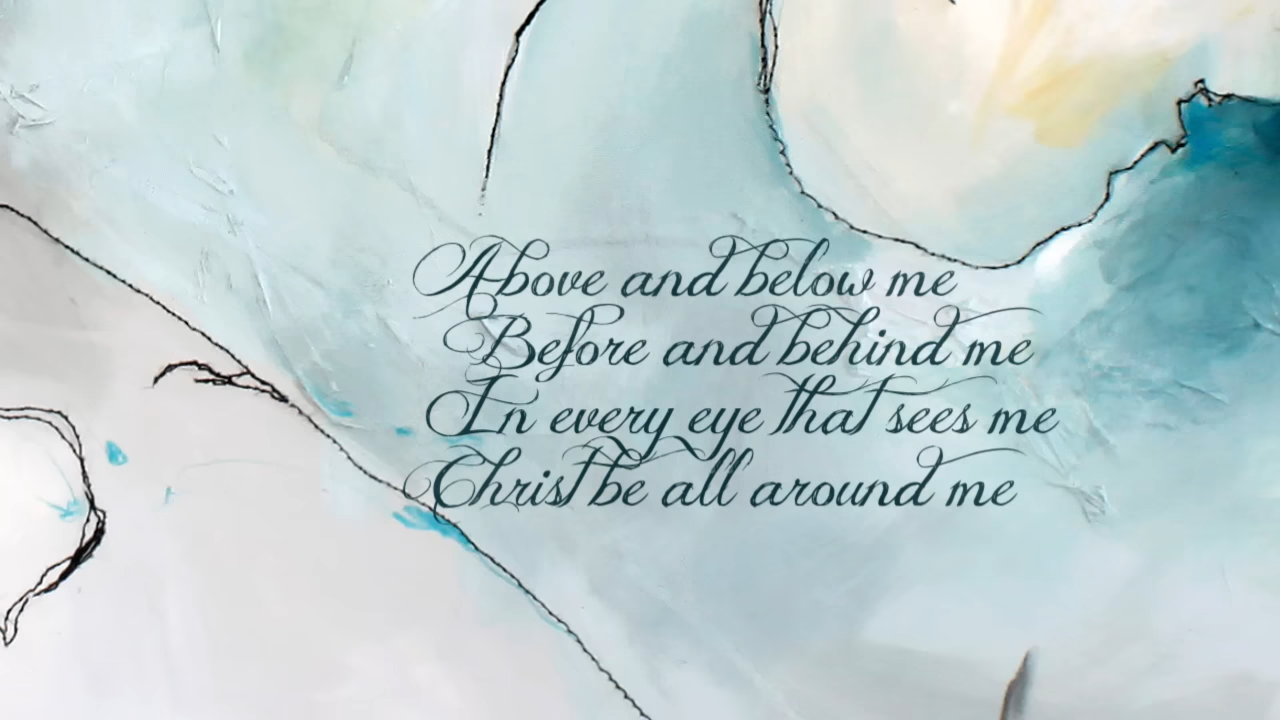 Above and below me
Before and behind me
In every eye that sees me
Christ be all around me